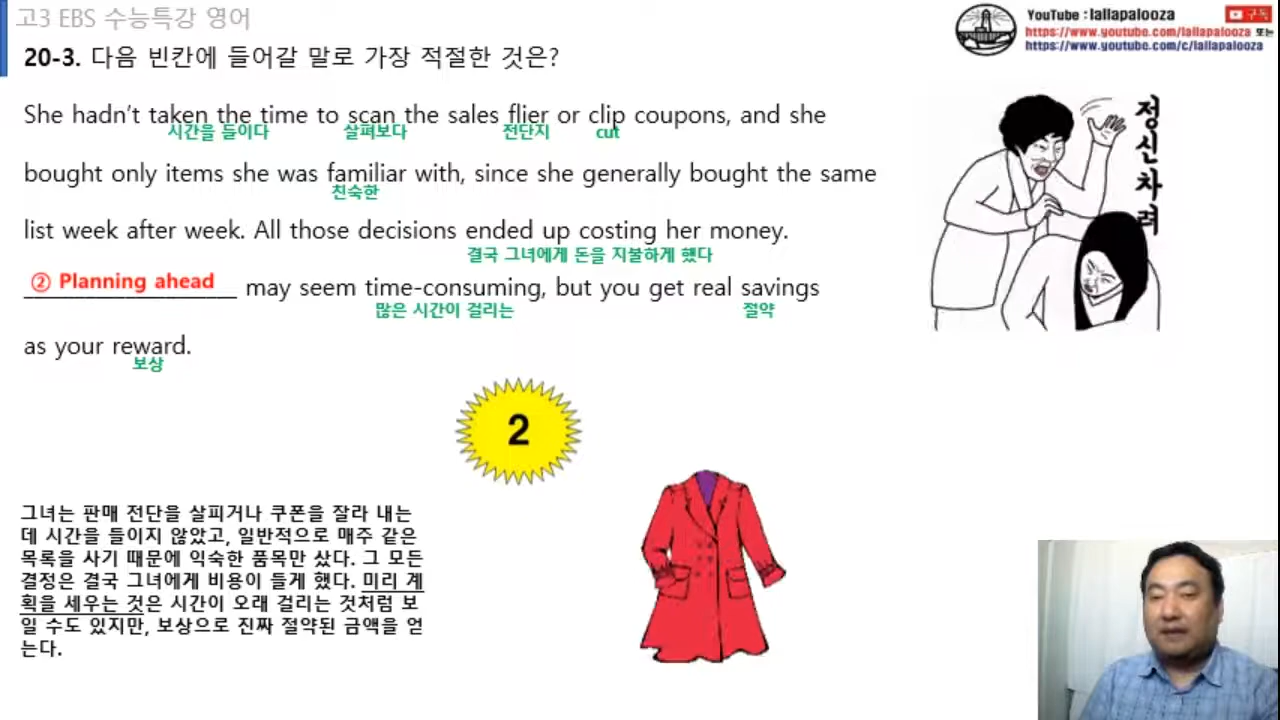 고3 EBS 수능특강 영어
YouTube : lallapalooza
구독
https://www.youtube.com/lallapalooza 또는
https://www.youtube.com/c/lallapalooza
20-3. 다음 빈칸에 들어갈 말로 가장 적절한 것은?
She hadn't taken the time to scan the sales flier or clip coupons, and she
시간을 들이다 살펴보다 전단지 cut
bought only items she was familiar with, since she generally bought the same
친숙한
list week after week. All those decisions ended up costing her money.
결국 그녀에게 돈을 지불하게 했다
② Planning ahead may seem time-consuming, but you get real savings
많은 시간이 걸리는 절약
as your reward.
보상
정신차려
2
그녀는 판매 전단을 살피거나 쿠폰을 잘라 내는
데 시간을 들이지 않았고, 일반적으로 매주 같은
목록을 사기 때문에 익숙한 품목만 샀다. 그 모든
결정은 결국 그녀에게 비용이 들게 했다. 미리 계
획을 세우는 것은 시간이 오래 걸리는 것처럼 보
일 수도 있지만, 보상으로 진짜 절약된 금액을 얻
는다.